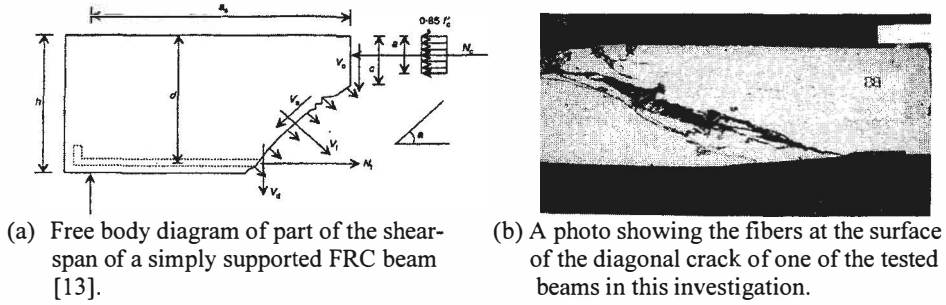 aₛ
0·85 f'c
h
d
a
c
Vc
Nc
Va
Vi
α
Nt
Vd
(a) Free body diagram of part of the shear-
span of a simply supported FRC beam
[13].
(b) A photo showing the fibers at the surface
of the diagonal crack of one of the tested
beams in this investigation.